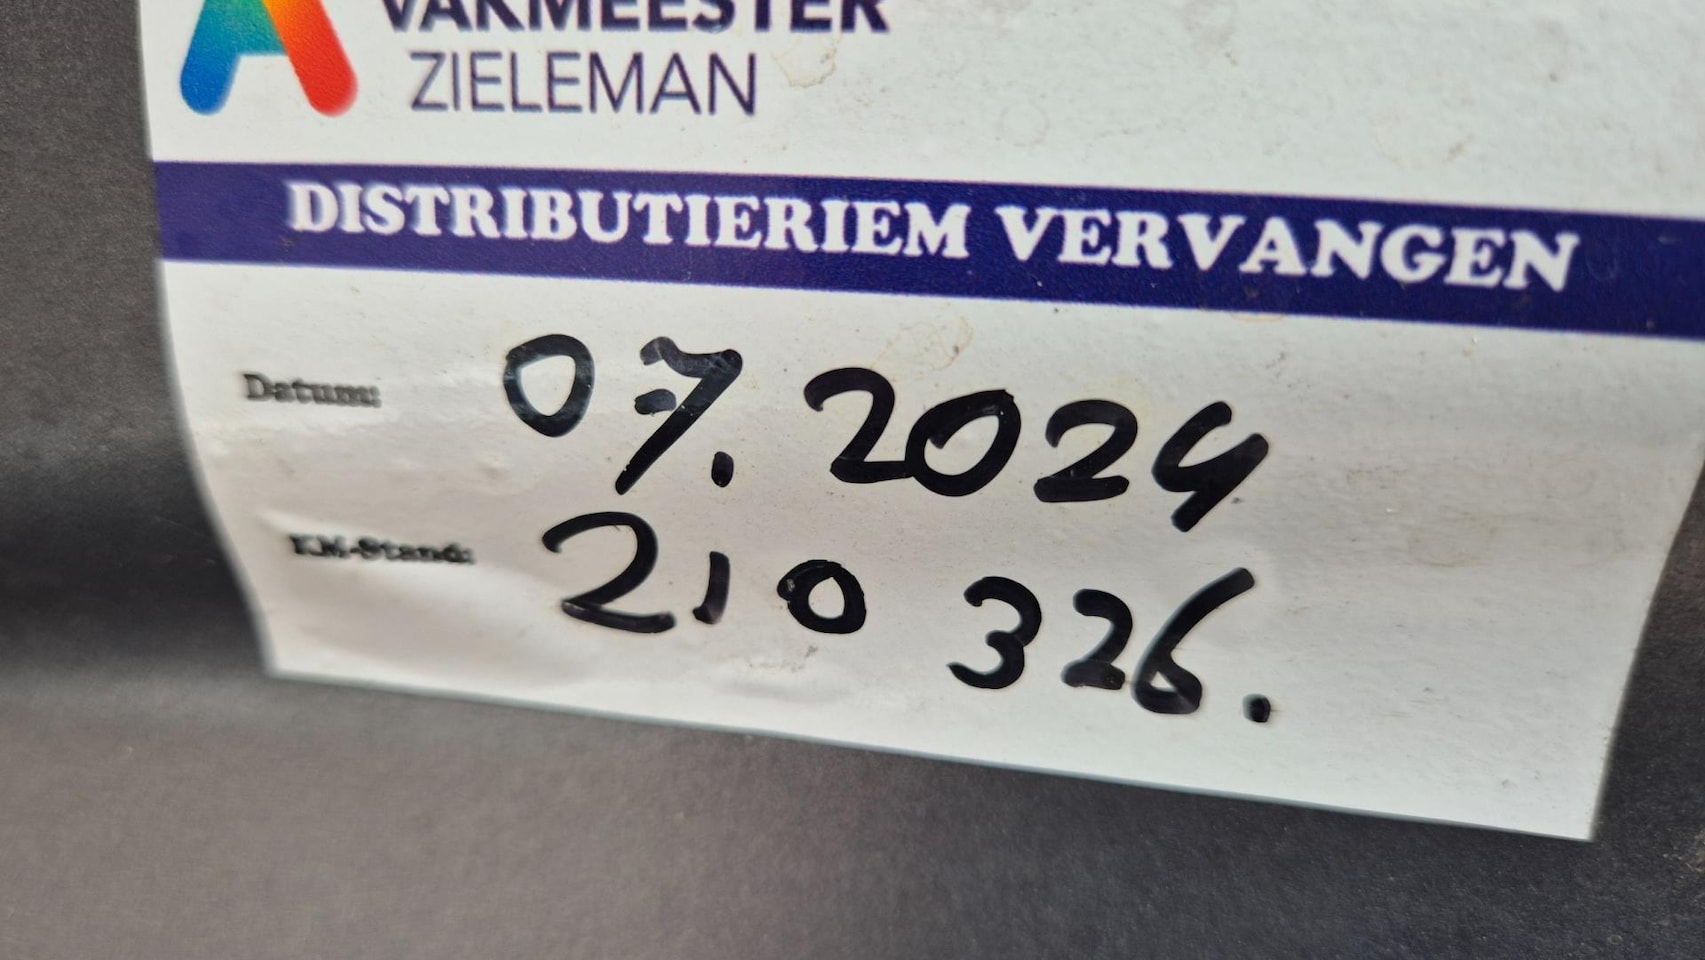 VAKMEESTER
ZIELEMAN
DISTRIBUTIERIEM VERVANGEN
Datum: 07.2024
KM-Stand: 210 326.